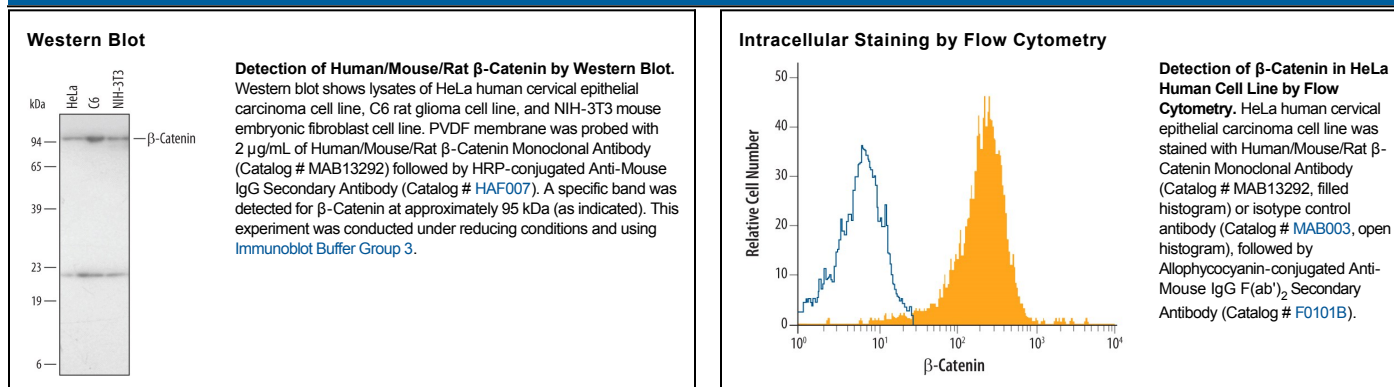 Western Blot
kDa
HeLa
C6
NIH-3T3
94
65
39
23
19
6
β-Catenin
Detection of Human/Mouse/Rat β-Catenin by Western Blot.
Western blot shows lysates of HeLa human cervical epithelial
carcinoma cell line, C6 rat glioma cell line, and NIH-3T3 mouse
embryonic fibroblast cell line. PVDF membrane was probed with
2 µg/mL of Human/Mouse/Rat β-Catenin Monoclonal Antibody
(Catalog # MAB13292) followed by HRP-conjugated Anti-Mouse
IgG Secondary Antibody (Catalog # HAF007). A specific band was
detected for β-Catenin at approximately 95 kDa (as indicated). This
experiment was conducted under reducing conditions and using
Immunoblot Buffer Group 3.
Intracellular Staining by Flow Cytometry
Relative Cell Number
50
40
30
20
10
0
10⁰
10¹
10²
10³
10⁴
β-Catenin
Detection of β-Catenin in HeLa
Human Cell Line by Flow
Cytometry. HeLa human cervical
epithelial carcinoma cell line was
stained with Human/Mouse/Rat β-
Catenin Monoclonal Antibody
(Catalog # MAB13292, filled
histogram) or isotype control
antibody (Catalog # MAB003, open
histogram), followed by
Allophycocyanin-conjugated Anti-
Mouse IgG F(ab')₂ Secondary
Antibody (Catalog # F0101B).